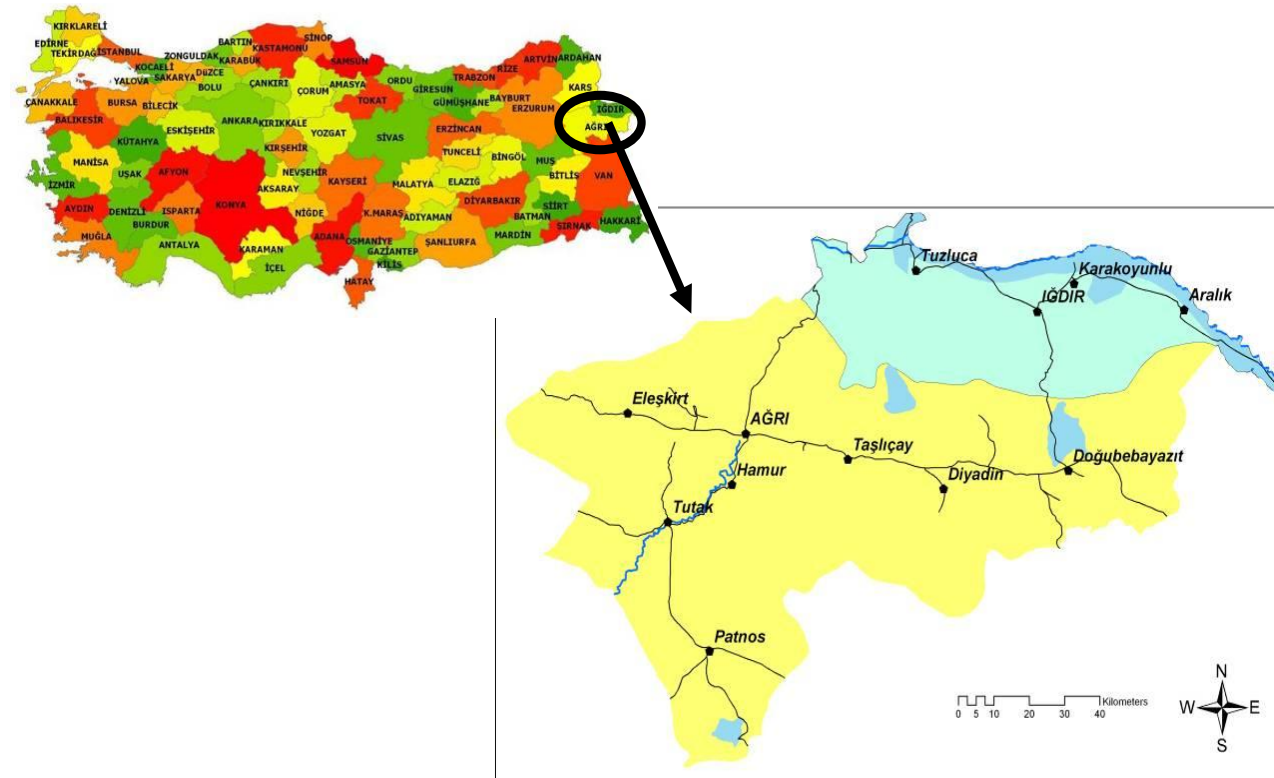 KIRKLARELİ
EDİRNE
TEKİRDAĞ
İSTANBUL
KOCAELİ
YALOVA
SAKARYA
ZONGULDAK
DÜZCE
BOLU
BARTIN
KARABÜK
KASTAMONU
SİNOP
SAMSUN
ÇANKIRI
ÇORUM
AMASYA
TOKAT
ORDU
GİRESUN
GÜMÜŞHANE
TRABZON
RİZE
ARTVİN
ARDAHAN
KARS
BAYBURT
ERZURUM
IĞDIR
AĞRI
ÇANAKKALE
BALIKESİR
BURSA
BİLECİK
ESKİŞEHİR
KÜTAHYA
ANKARA
KIRIKKALE
YOZGAT
SİVAS
ERZİNCAN
TUNCELİ
BİNGÖL
MUŞ
BİTLİS
VAN
MANİSA
İZMİR
UŞAK
AFYON
KONYA
AKSARAY
KIRŞEHİR
NEVŞEHİR
KAYSERİ
MALATYA
ELAZIĞ
DİYARBAKIR
BATMAN
SİİRT
HAKKARİ
AYDIN
DENİZLİ
BURDUR
ISPARTA
MUĞLA
ANTALYA
KARAMAN
NİĞDE
İÇEL
ADANA
K.MARAŞ
OSMANİYE
GAZİANTEP
KİLİS
HATAY
ADIYAMAN
ŞANLIURFA
MARDİN
SIRNAK
Tuzluca
Karakoyunlu
IĞDIR
Aralık
Eleşkirt
AĞRI
Taşlıçay
Doğubebayazıt
Hamur
Diyadin
Tutak
Patnos
Kilometers
0 5 10 20 30 40
N
W E
S